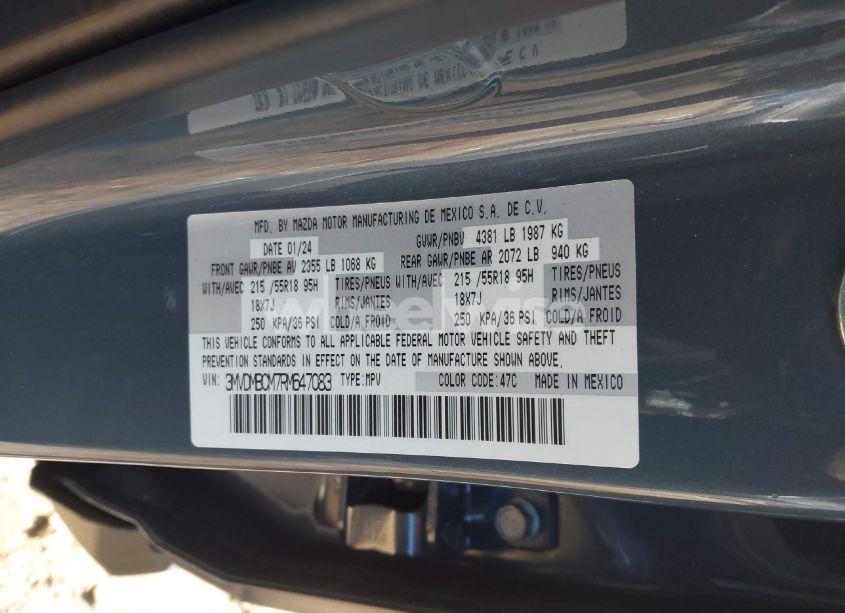 MFD. BY MAZDA MOTOR MANUFACTURING DE MEXICO S.A. DE C.V.
DATE 01/24 GVWR/PNBV 4381 LB 1987 KG
FRONT GAWR/PNBE AV 2355 LB 1068 KG REAR GAWR/PNBE AR 2072 LB 940 KG
WITH/AVEC 215 /55R18 95H TIRES/PNEUS WITH/AVEC 215 /55R18 95H TIRES/PNEUS
18X7J RIMS/JANTES 18X7J RIMS/JANTES
250 KPA/36 PSI COLD/A FROID 250 KPA/36 PSI COLD/A FROID
THIS VEHICLE CONFORMS TO ALL APPLICABLE FEDERAL MOTOR VEHICLE SAFETY AND THEFT
PREVENTION STANDARDS IN EFFECT ON THE DATE OF MANUFACTURE SHOWN ABOVE.
VIN: 3MVDMBCM7RM647083 TYPE:MPV COLOR CODE:47C MADE IN MEXICO